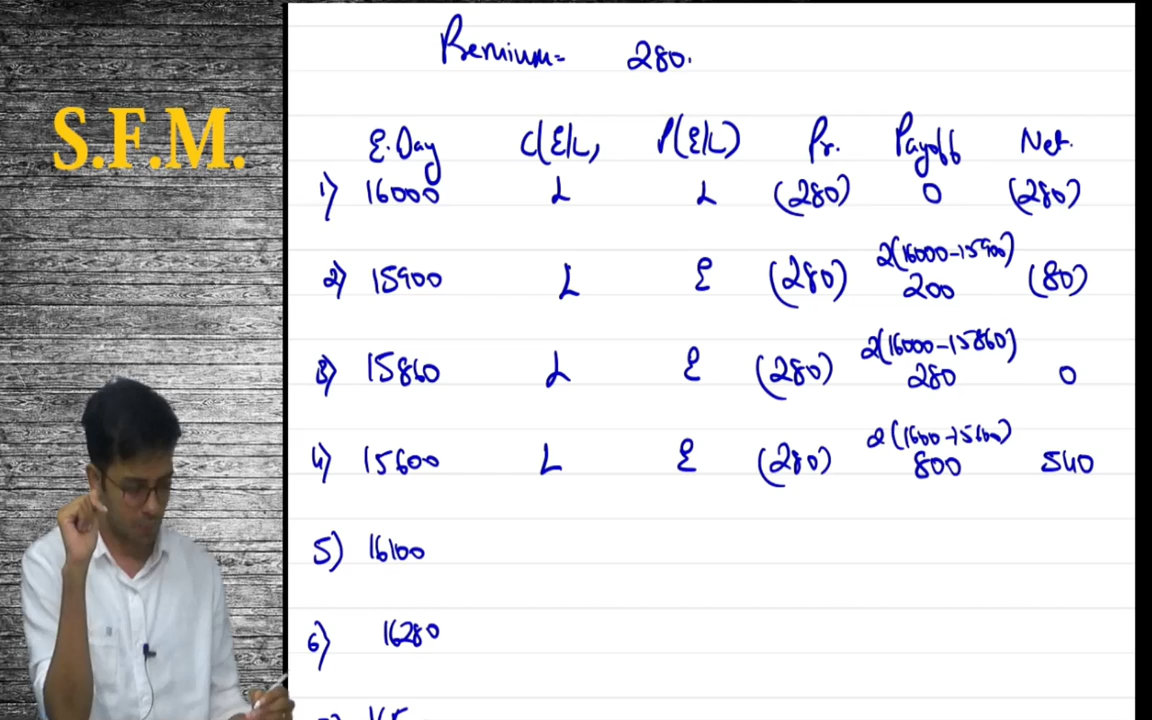 S.F.M.
Premium= 280.
E.Day C(E/L) P(E/L) Pr. Payoff Net.
1) 16000 L L (280) 0 (280)
2(16000-15900)
2) 15900 L E (280) 200 (80)
2(16000-15860)
3) 15860 L E (280) 280 0
2(1600-15600)
4) 15600 L E (280) 800 540
5) 16100
6) 16280